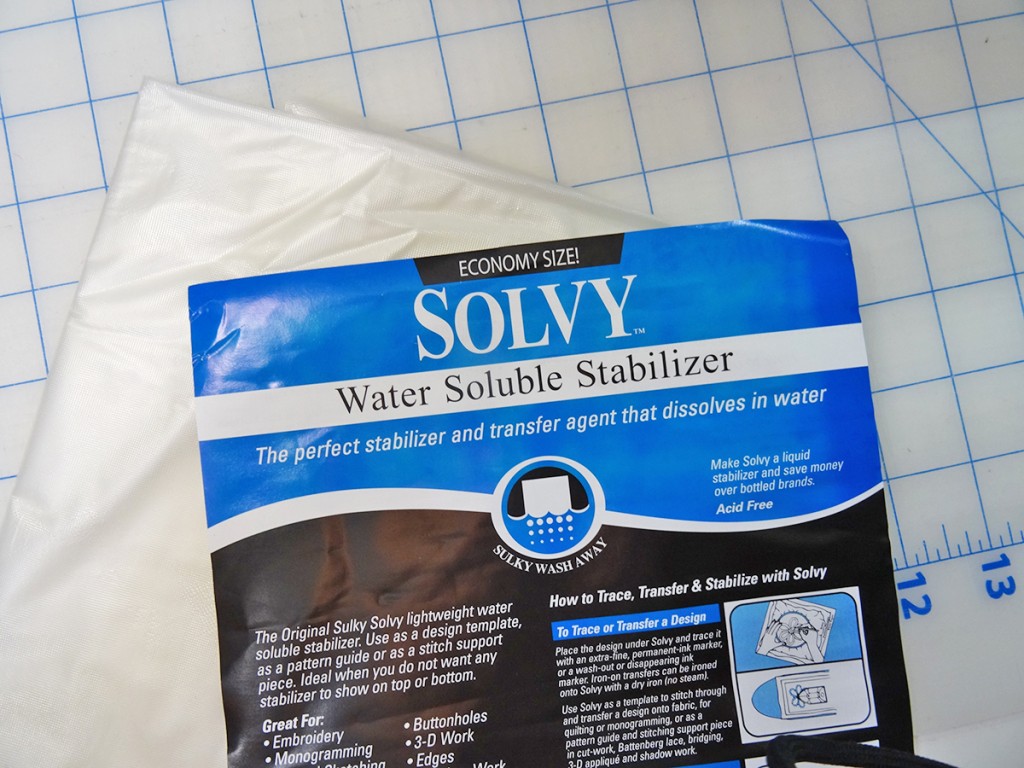 ECONOMY SIZE!
SOLVY™
Water Soluble Stabilizer
The perfect stabilizer and transfer agent that dissolves in water
Make Solvy a liquid
stabilizer and save money
over bottled brands.
Acid Free
SULKY WASH AWAY
The Original Sulky Solvy lightweight water
soluble stabilizer. Use as a design template,
as a pattern guide or as a stitch support
piece. Ideal when you do not want any
stabilizer to show on top or bottom.
Great For:
• Embroidery
• Monogramming
• Buttonholes
• 3-D Work
• Edges
Work
How to Trace, Transfer & Stabilize with Solvy
To Trace or Transfer a Design
Place the design under Solvy and trace it
with an extra-fine, permanent-ink marker,
or a wash-out or disappearing ink
marker. Iron-on transfers can be ironed
onto Solvy with a dry iron (no steam).
Use Solvy as a template to stitch through
and transfer a design onto fabric, for
quilting or monogramming, or as a
pattern guide and stitching support piece
in cut-work, Battenberg lace, bridging,
3-D appliqué and shadow work.
12
13